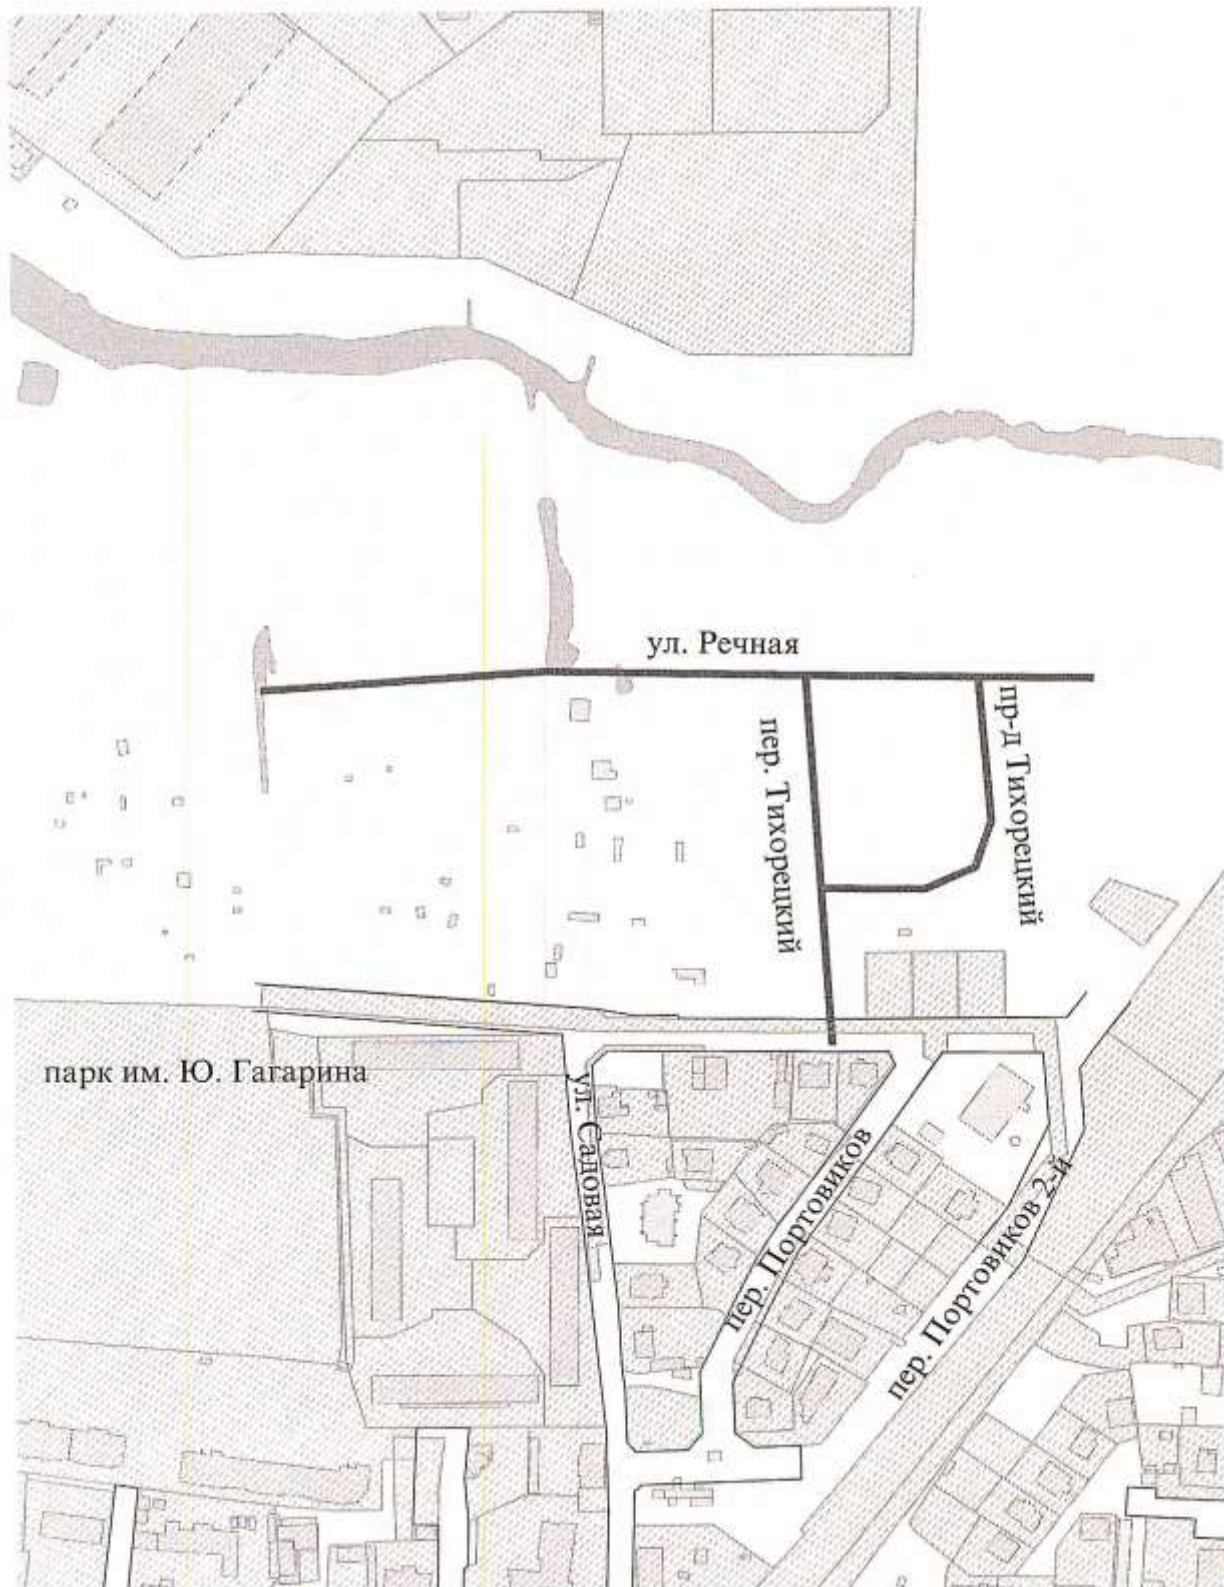 ул. Речная
пр-д Тихорецкий
пер. Тихорецкий
парк им. Ю. Гагарина
ул. Садовая
пер. Портовиков
пер. Портовиков 2-й